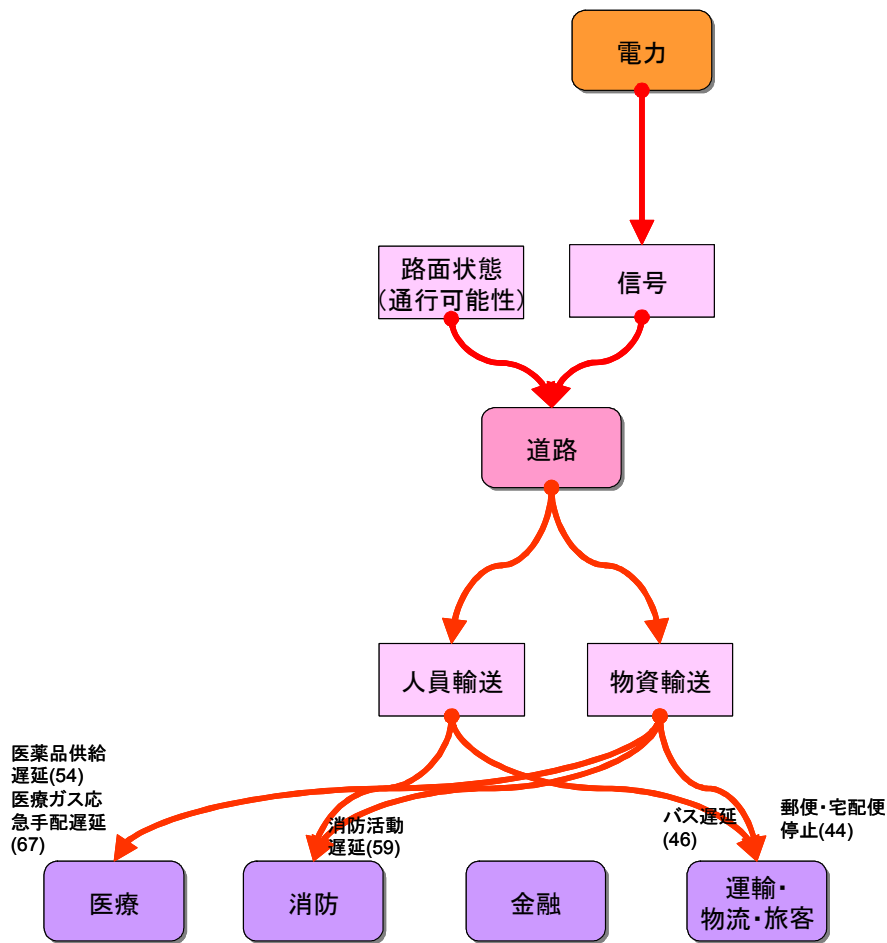 電力
路面状態
(通行可能性)
信号
道路
人員輸送
物資輸送
医薬品供給
遅延(54)
医療ガス応
急手配遅延
(67)
消防活動
遅延(59)
バス遅延
(46)
郵便・宅配便
停止(44)
医療
消防
金融
運輸・
物流・旅客